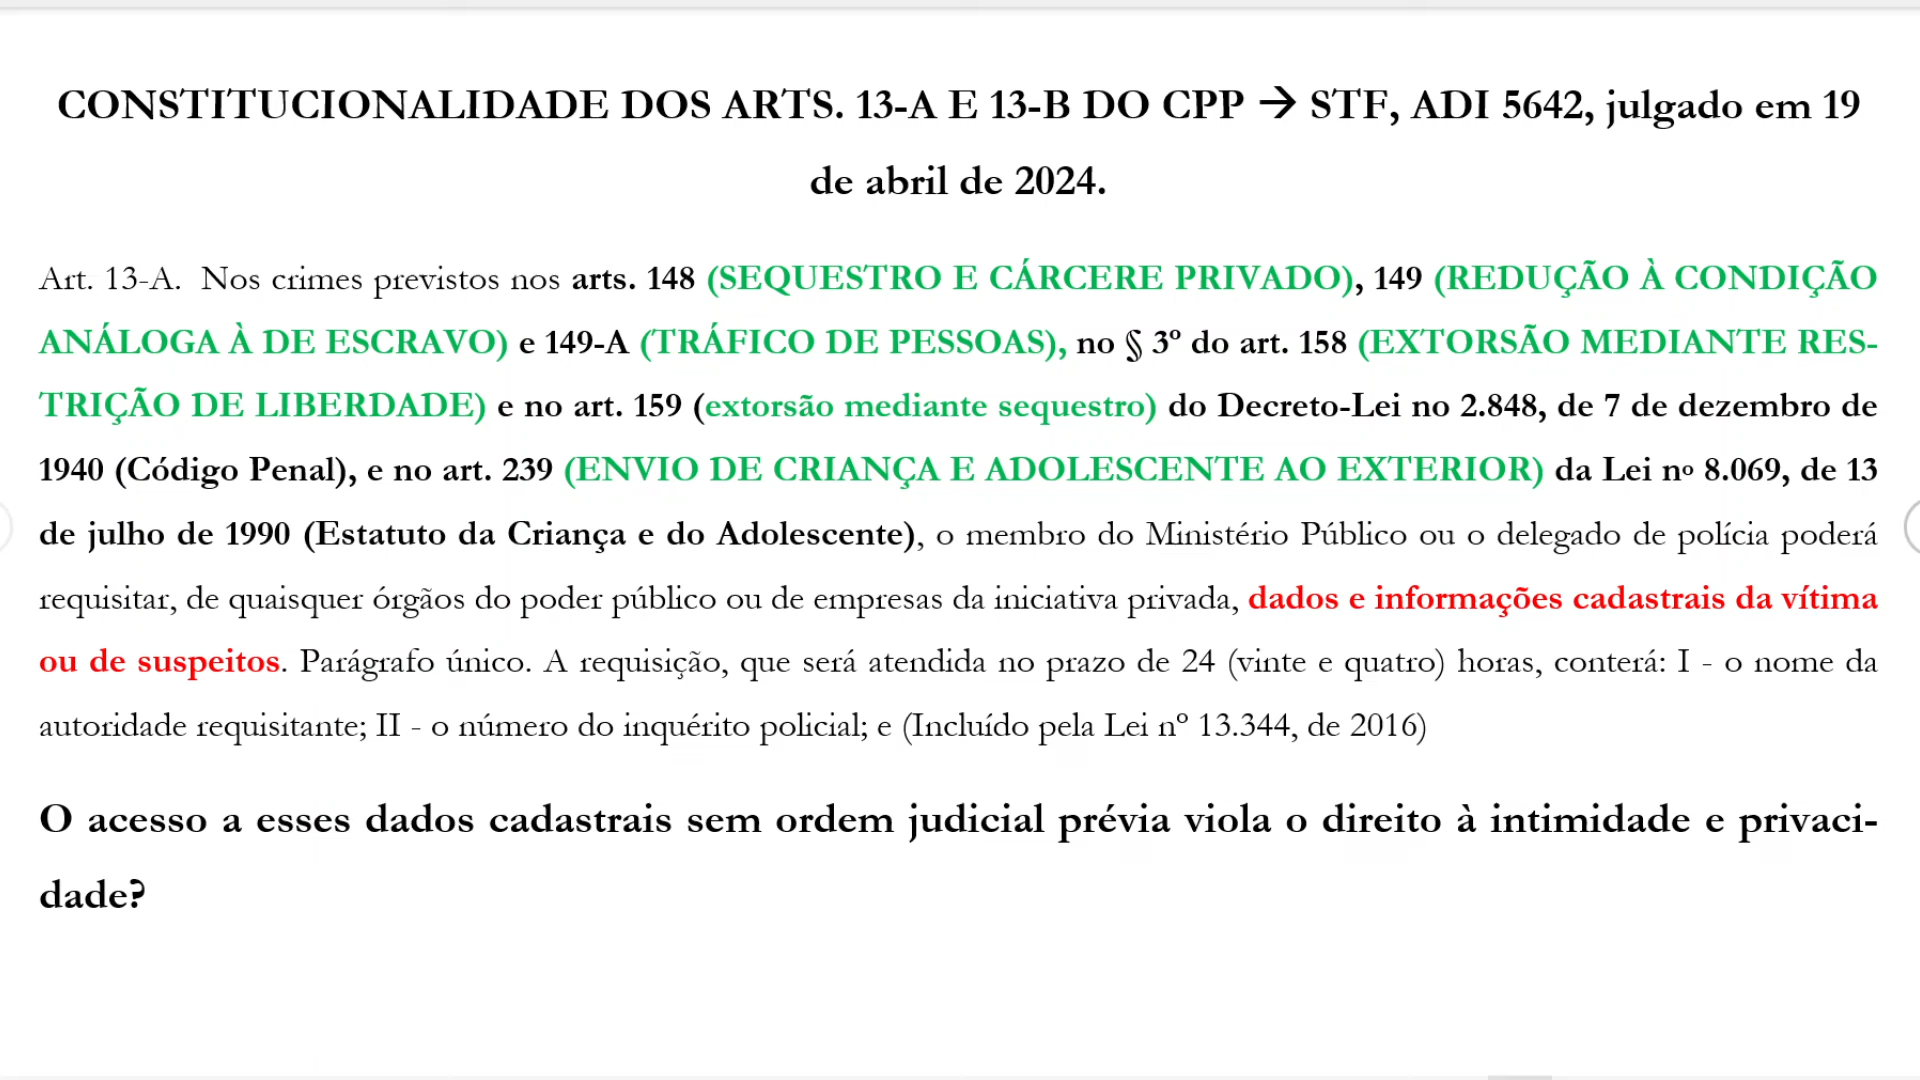 CONSTITUCIONALIDADE DOS ARTS. 13-A E 13-B DO CPP → STF, ADI 5642, julgado em 19
de abril de 2024.
Art. 13-A. Nos crimes previstos nos arts. 148 (SEQUESTRO E CÁRCERE PRIVADO), 149 (REDUÇÃO À CONDIÇÃO
ANÁLOGA À DE ESCRAVO) e 149-A (TRÁFICO DE PESSOAS), no § 3º do art. 158 (EXTORSÃO MEDIANTE RES-
TRIÇÃO DE LIBERDADE) e no art. 159 (extorsão mediante sequestro) do Decreto-Lei no 2.848, de 7 de dezembro de
1940 (Código Penal), e no art. 239 (ENVIO DE CRIANÇA E ADOLESCENTE AO EXTERIOR) da Lei nº 8.069, de 13
de julho de 1990 (Estatuto da Criança e do Adolescente), o membro do Ministério Público ou o delegado de polícia poderá
requisitar, de quaisquer órgãos do poder público ou de empresas da iniciativa privada, dados e informações cadastrais da vítima
ou de suspeitos. Parágrafo único. A requisição, que será atendida no prazo de 24 (vinte e quatro) horas, conterá: I - o nome da
autoridade requisitante; II - o número do inquérito policial; e (Incluído pela Lei nº 13.344, de 2016)
O acesso a esses dados cadastrais sem ordem judicial prévia viola o direito à intimidade e privaci-
dade?